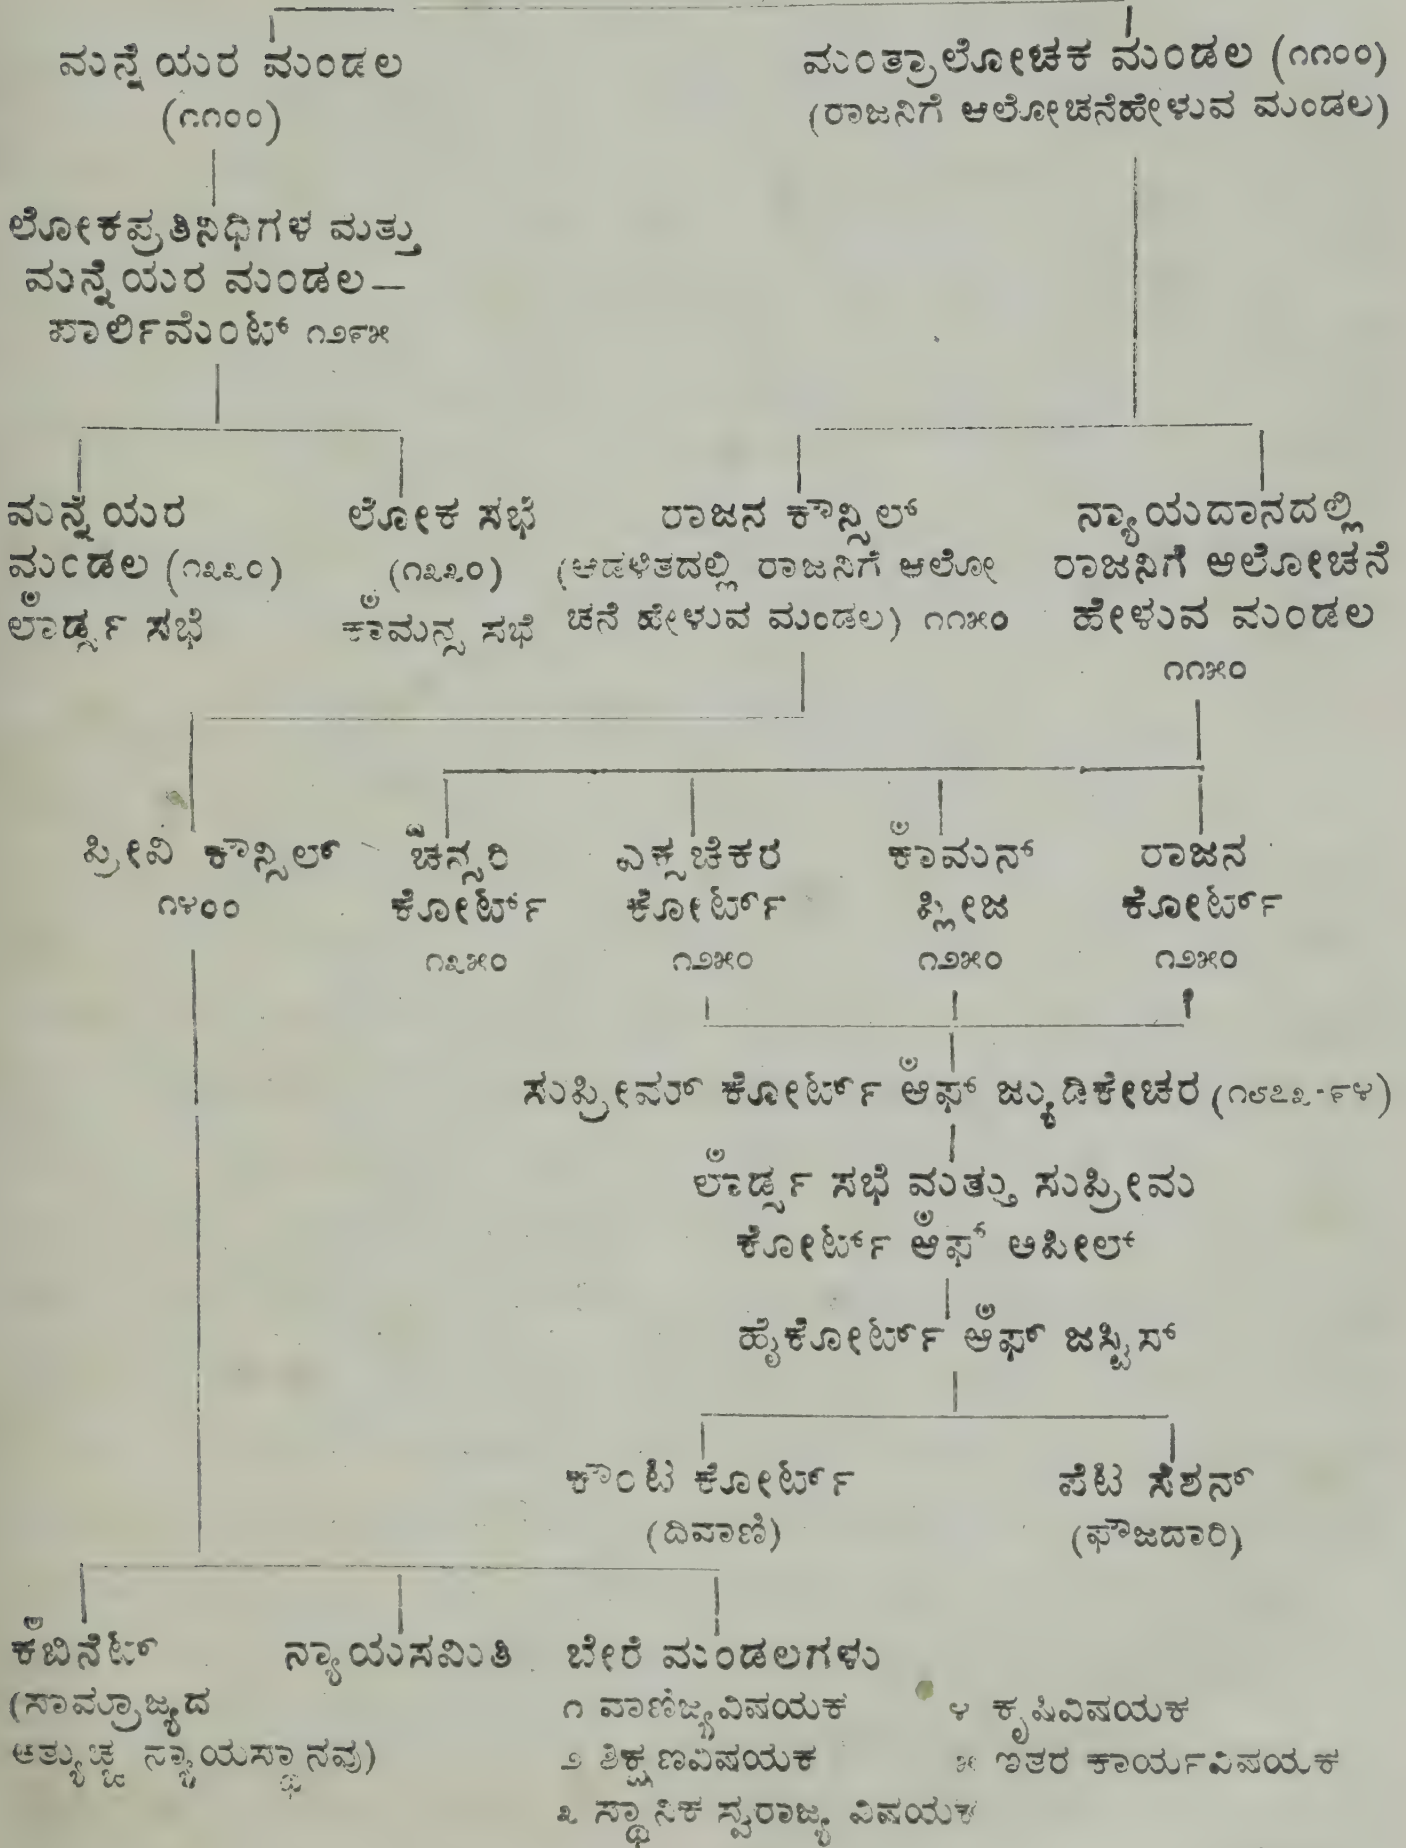 ಮನ್ನೆಯರ ಮಂಡಲ
(೧೧೦೦)
ಮಂತ್ರಾಲೋಚಕ ಮಂಡಲ (೧೧೦೦)
(ರಾಜನಿಗೆ ಆಲೋಚನೆಹೇಳುವ ಮಂಡಲ)
ಲೋಕಪ್ರತಿನಿಧಿಗಳ ಮತ್ತು
ಮನ್ನೆಯರ ಮಂಡಲ—
ಪಾರ್ಲಿಮೆಂಟ್ ೧೨೯೫
ಮನ್ನೆಯರ
ಮಂಡಲ (೧೩೩೦)
ಲಾರ್ಡ್ಸ ಸಭೆ
ಲೋಕ ಸಭೆ
(೧೩೩೦)
ಕಾಮನ್ಸ ಸಭೆ
ರಾಜನ ಕೌನ್ಸಿಲ್
(ಆಡಳಿತದಲ್ಲಿ ರಾಜನಿಗೆ ಆಲೋ
ಚನೆ ಹೇಳುವ ಮಂಡಲ) ೧೧೫೦
ನ್ಯಾಯದಾನದಲ್ಲಿ
ರಾಜನಿಗೆ ಆಲೋಚನೆ
ಹೇಳುವ ಮಂಡಲ
೧೧೫೦
ಪ್ರೀವಿ ಕೌನ್ಸಿಲ್
೧೪೦೦
ಚನ್ಸರಿ
ಕೋರ್ಟ್
೧೩೫೦
ಎಕ್ಸಚೆಕರ
ಕೋರ್ಟ್
೧೨೫೦
ಕಾಮನ್
ಪ್ಲೀಜ
೧೨೫೦
ರಾಜನ
ಕೋರ್ಟ್
೧೨೫೦
ಸುಪ್ರೀಮ್ ಕೋರ್ಟ್ ಆಫ್ ಜ್ಯುಡಿಕೇಚರ (೧೮೭೩-೯೪)
ಲಾರ್ಡ್ಸ ಸಭೆ ಮತ್ತು ಸುಪ್ರೀಮ
ಕೋರ್ಟ್ ಆಫ್ ಅಪೀಲ್
ಹೈಕೋರ್ಟ್ ಆಫ್ ಜಸ್ಟಿಸ್
ಕೌಂಟಿ ಕೋರ್ಟ್
(ದಿವಾಣಿ)
ಪೆಟಿ ಸೆಶನ್
(ಫೌಜದಾರಿ)
ಕೆಬಿನೆಟ್
(ಸಾಮ್ರಾಜ್ಯದ
ಅತ್ಯುಚ್ಚ ನ್ಯಾಯಸ್ಥಾನವು)
ನ್ಯಾಯಸಮಿತಿ
ಬೇರೆ ಮಂಡಲಗಳು
೧ ವಾಣಿಜ್ಯವಿಷಯಕ
೨ ಶಿಕ್ಷಣವಿಷಯಕ
೩ ಸ್ಥಾನಿಕ ಸ್ವರಾಜ್ಯ ವಿಷಯಕ
೪ ಕೃಷಿವಿಷಯಕ
೫ ಇತರ ಕಾರ್ಯವಿಷಯಕ